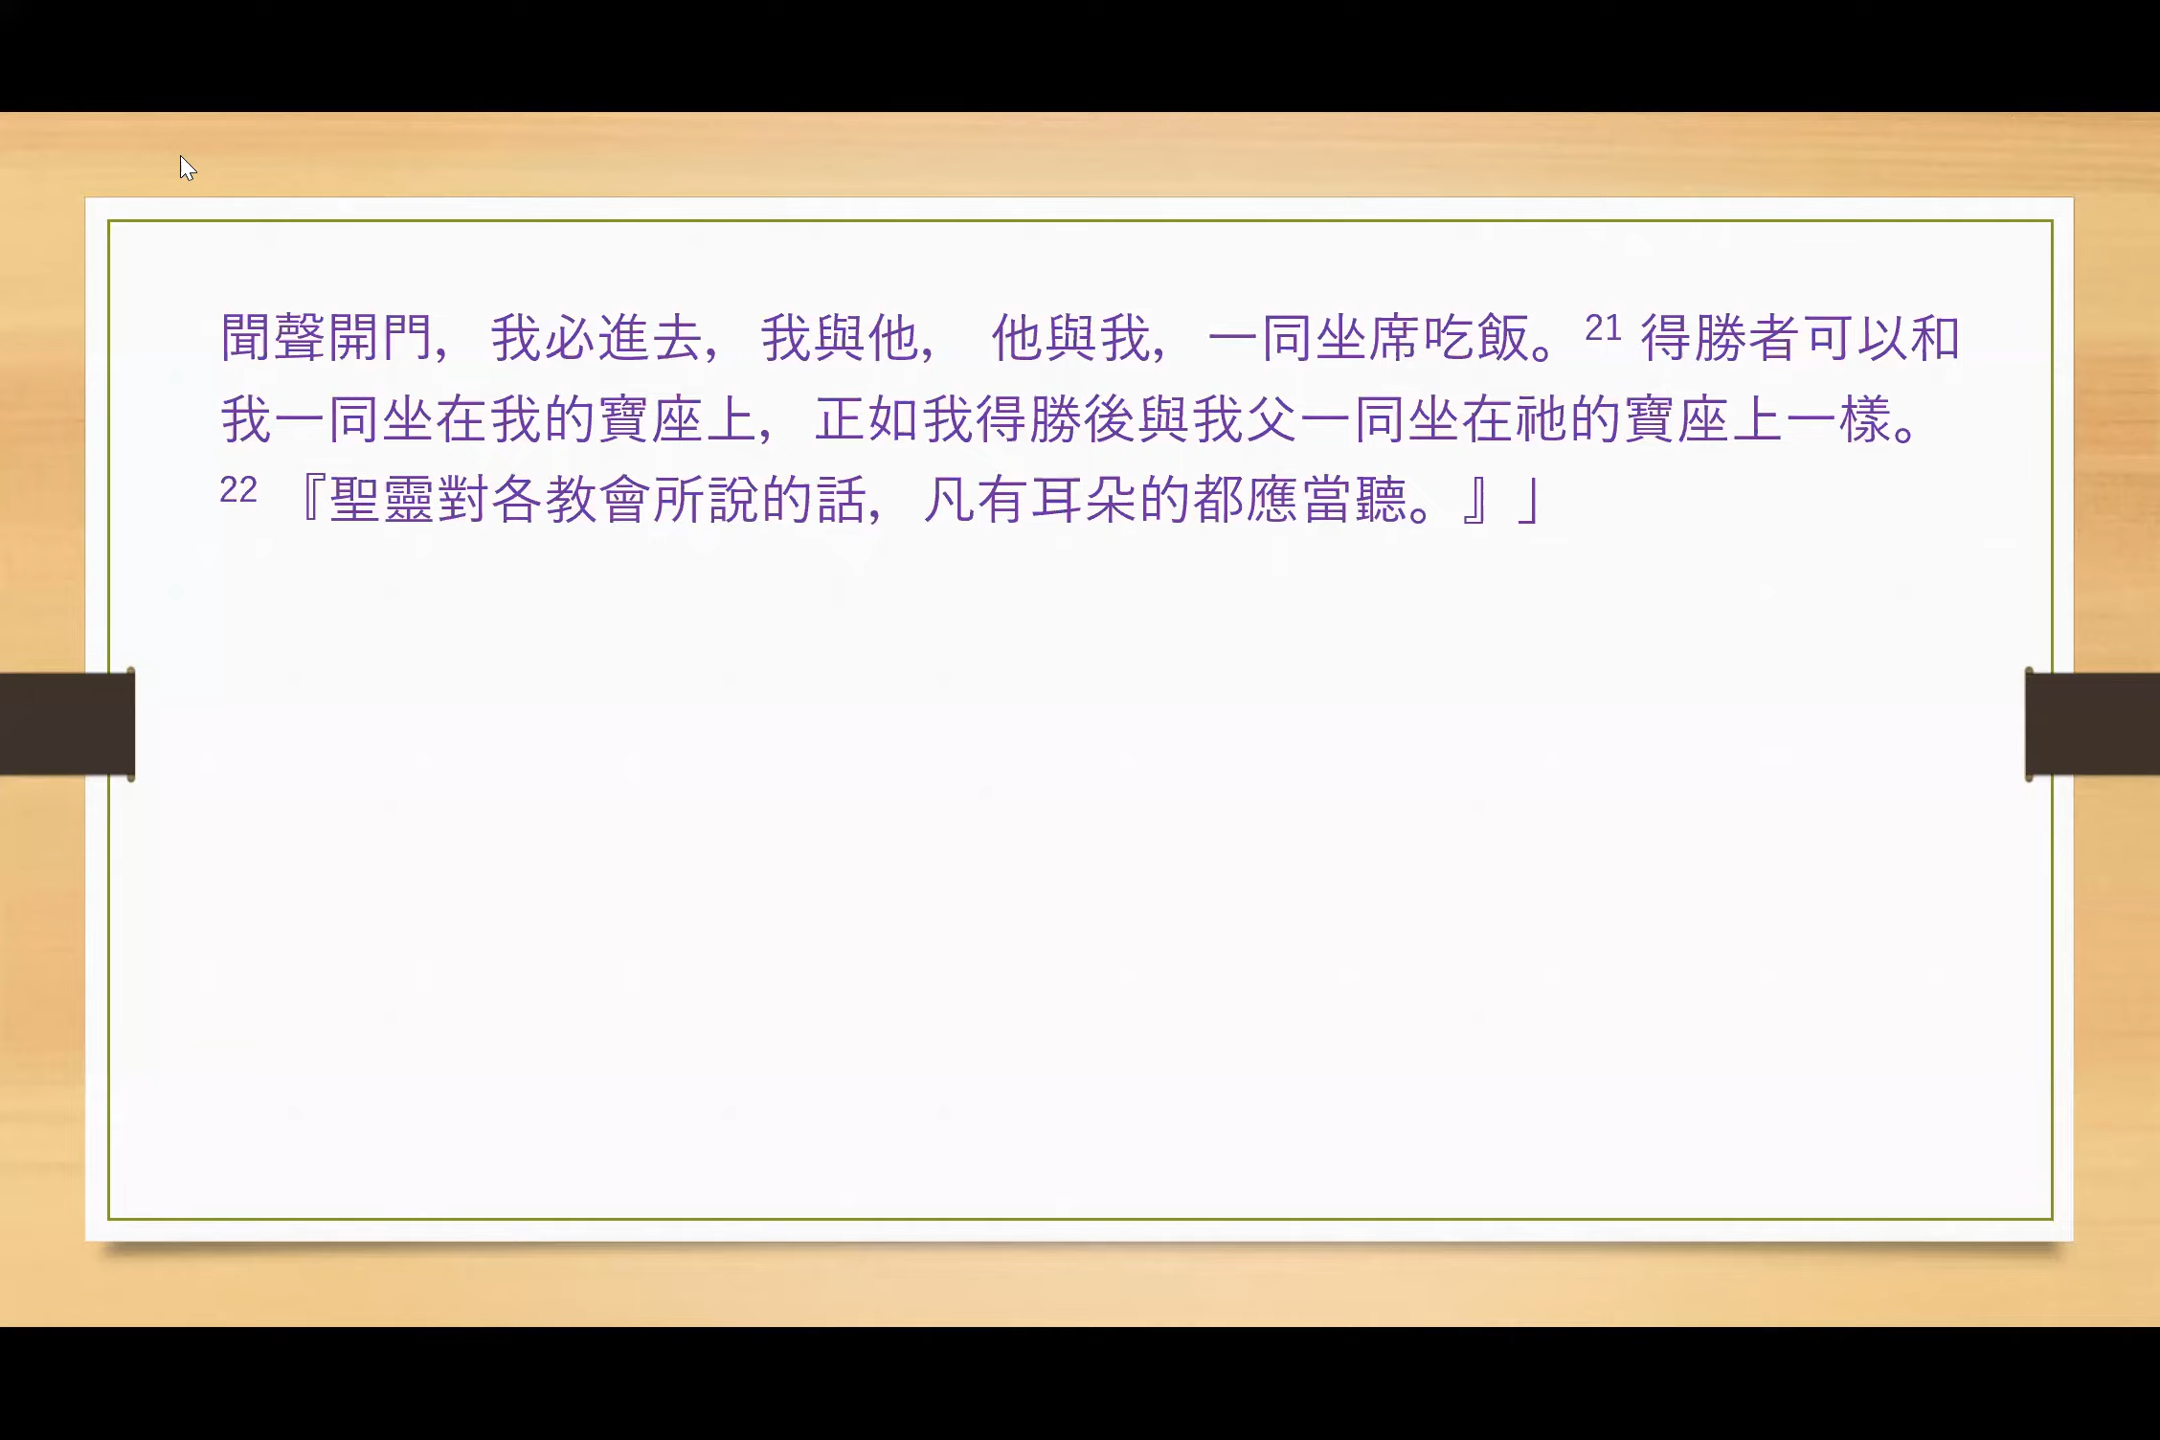 聞聲開門，我必進去，我與他， 他與我，一同坐席吃飯。21 得勝者可以和
我一同坐在我的寶座上，正如我得勝後與我父一同坐在祂的寶座上一樣。
22 『聖靈對各教會所說的話，凡有耳朵的都應當聽。』」